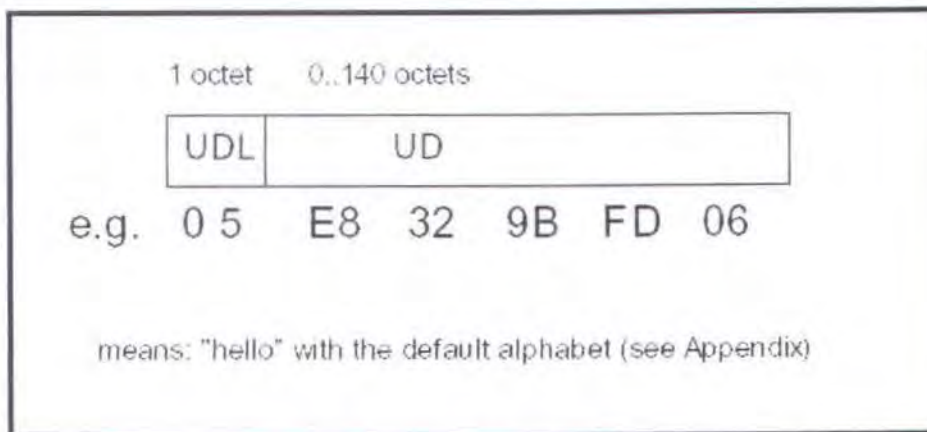 1 octet 0..140 octets
UDL UD
e.g. 0 5 E8 32 9B FD 06
means: "hello" with the default alphabet (see Appendix)